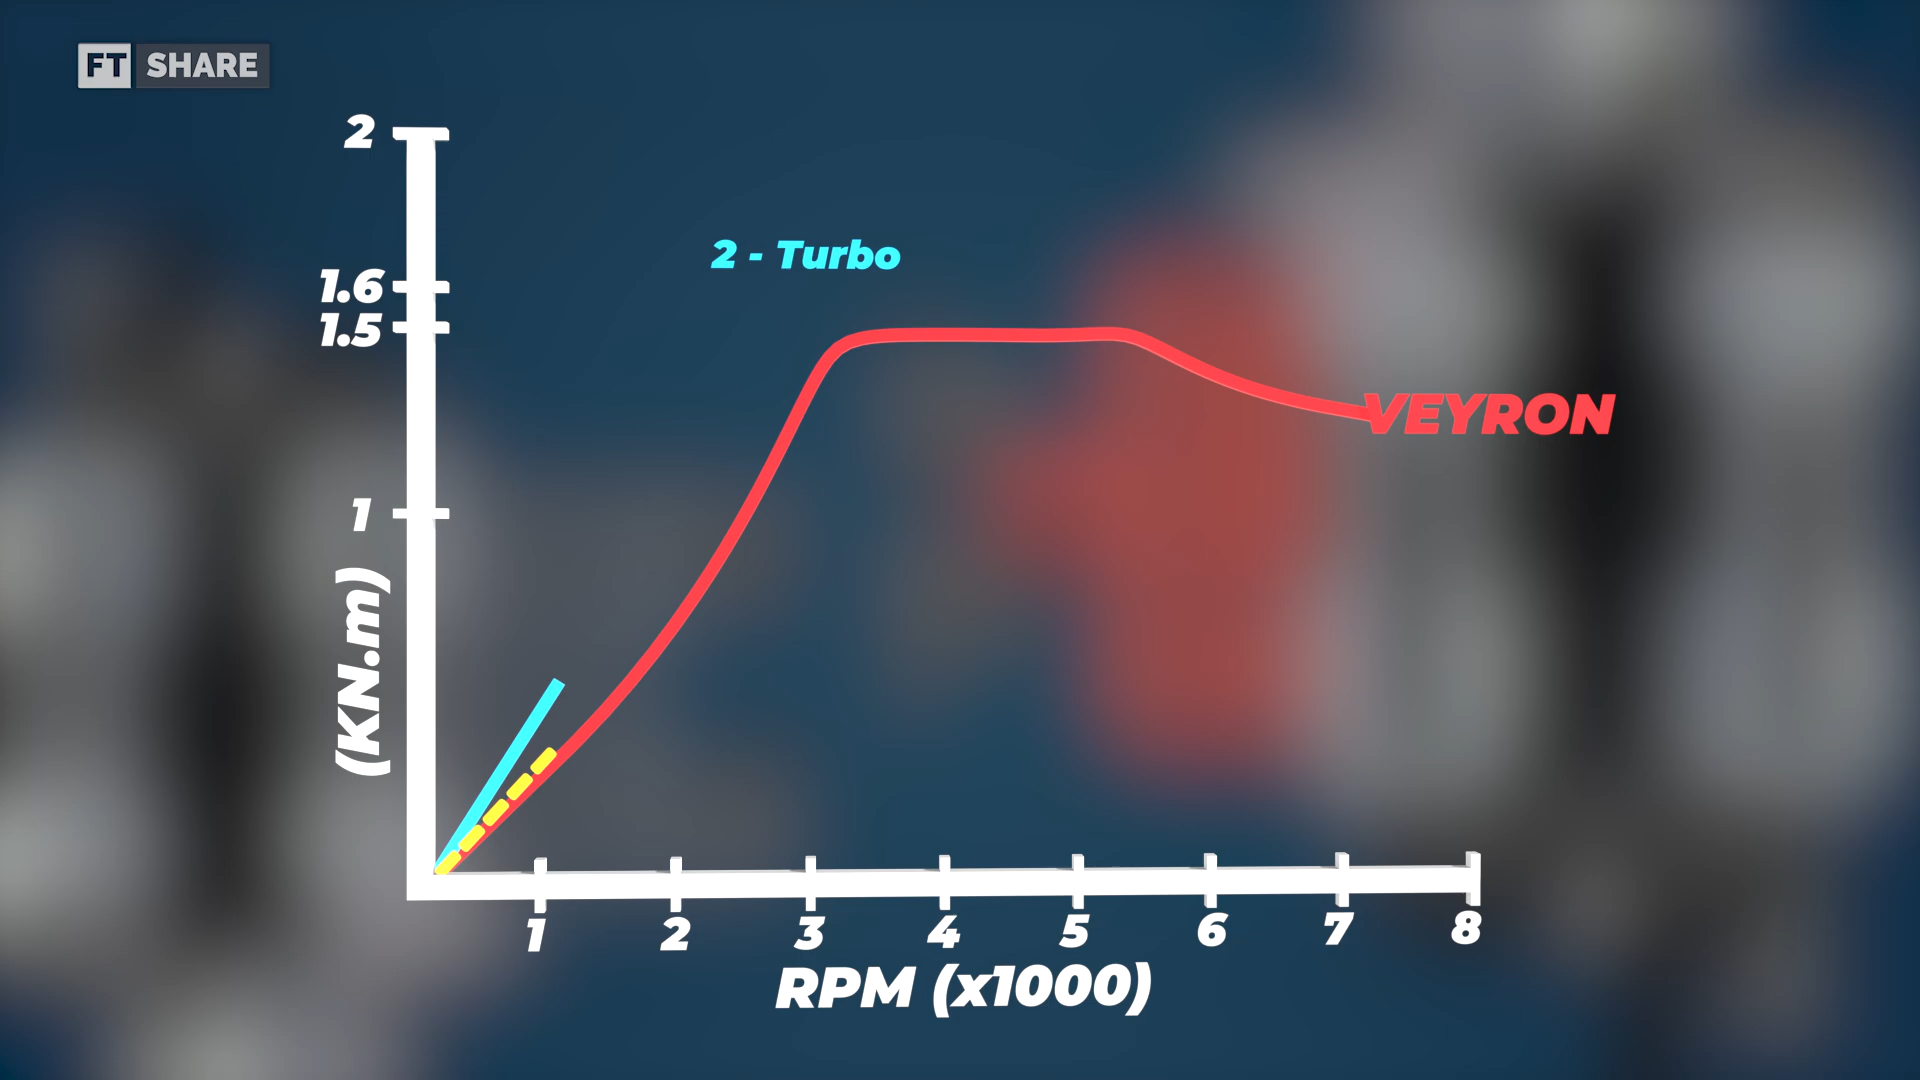 FT SHARE
2
2 - Turbo
1.6
1.5
VEYRON
1
(KN.m)
1 2 3 4 5 6 7 8
RPM (x1000)